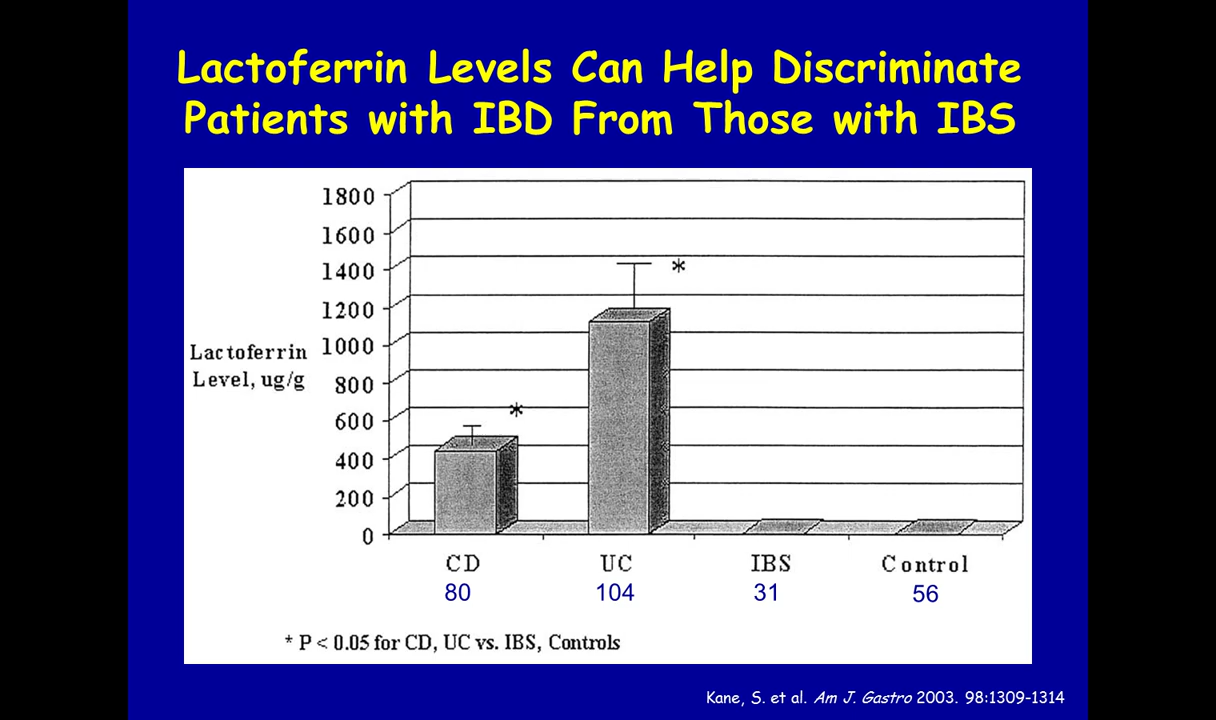 Lactoferrin Levels Can Help Discriminate
Patients with IBD From Those with IBS
1800
1600
1400
1200
1000
800
600
400
200
0
Lactoferrin
Level, ug/g
*
*
CD
UC
IBS
Control
80
104
31
56
* P < 0.05 for CD, UC vs. IBS, Controls
Kane, S. et al. Am J. Gastro 2003. 98:1309-1314